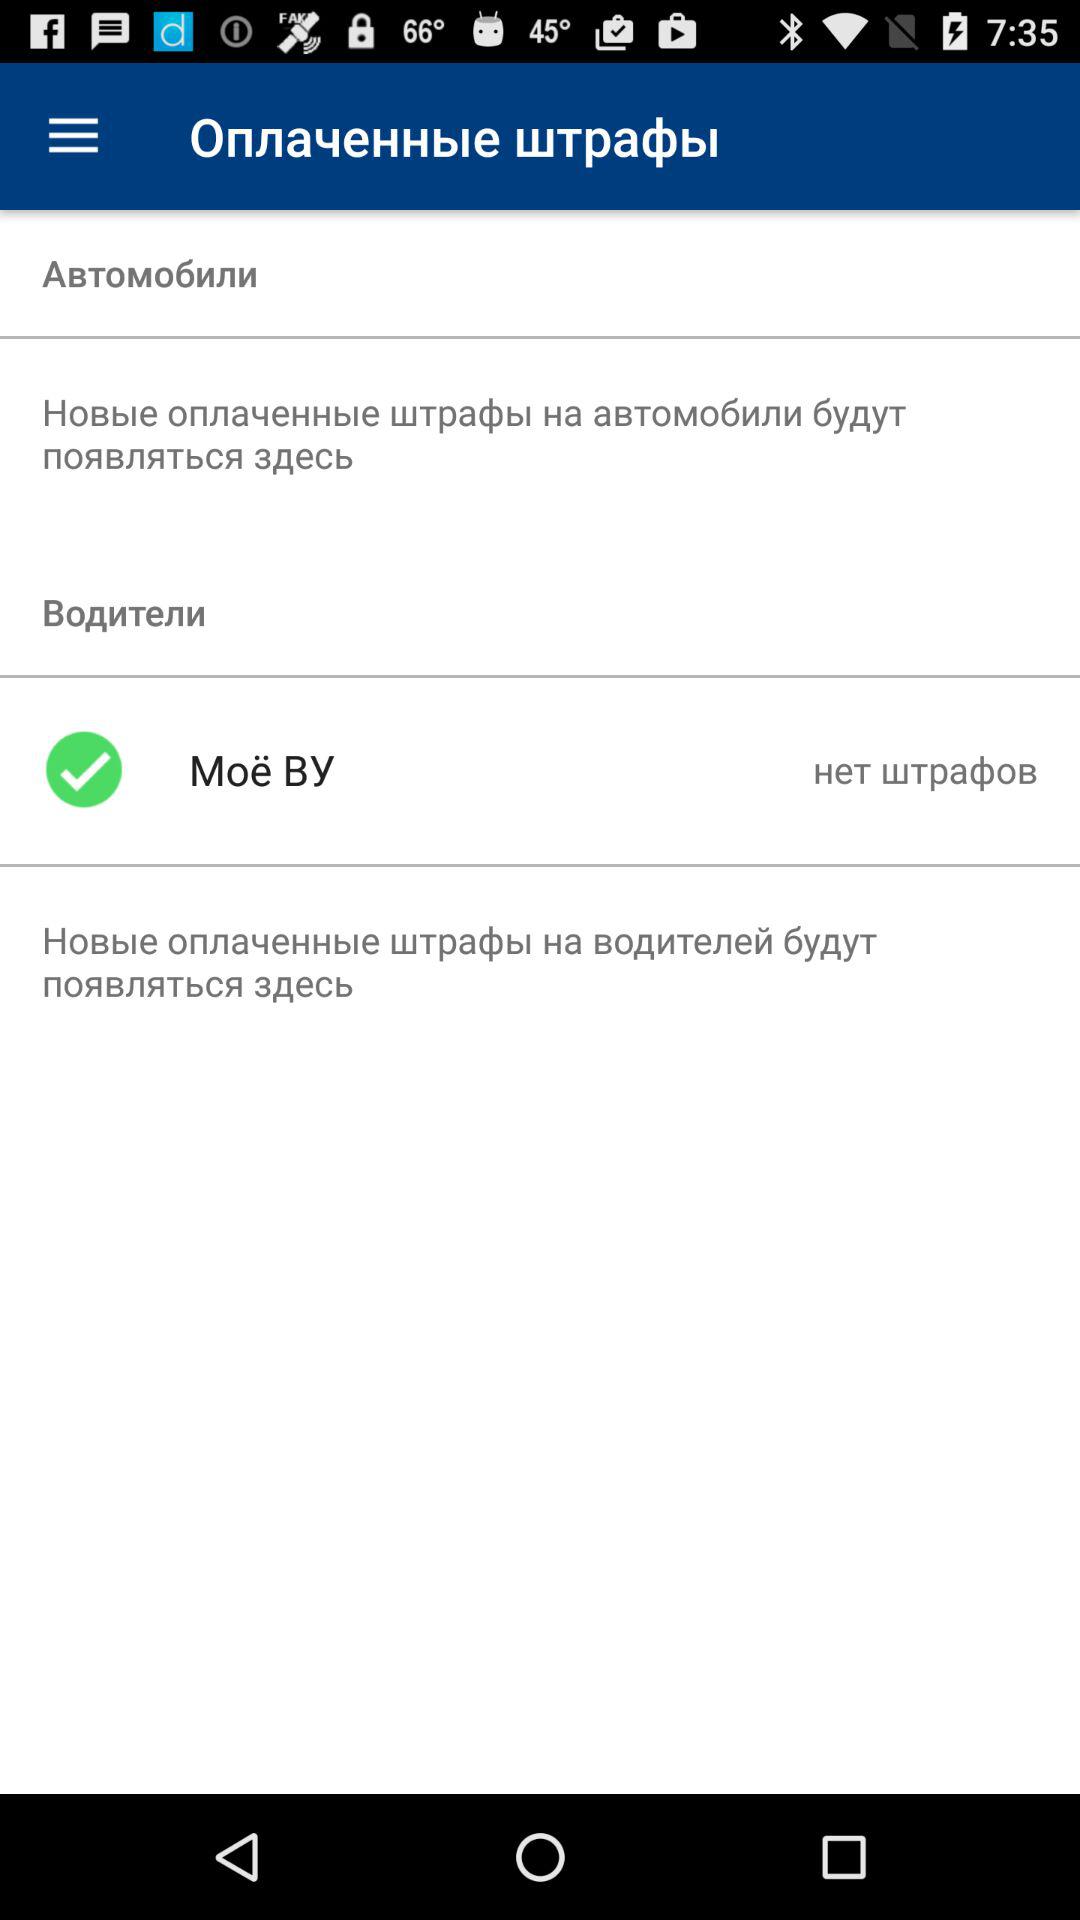 FAK 66° 45° 7:35
Оплаченные штрафы
Автомобили
Новые оплаченные штрафы на автомобили будут
появляться здесь
Водители
Моё ВУ нет штрафов
Новые оплаченные штрафы на водителей будут
появляться здесь